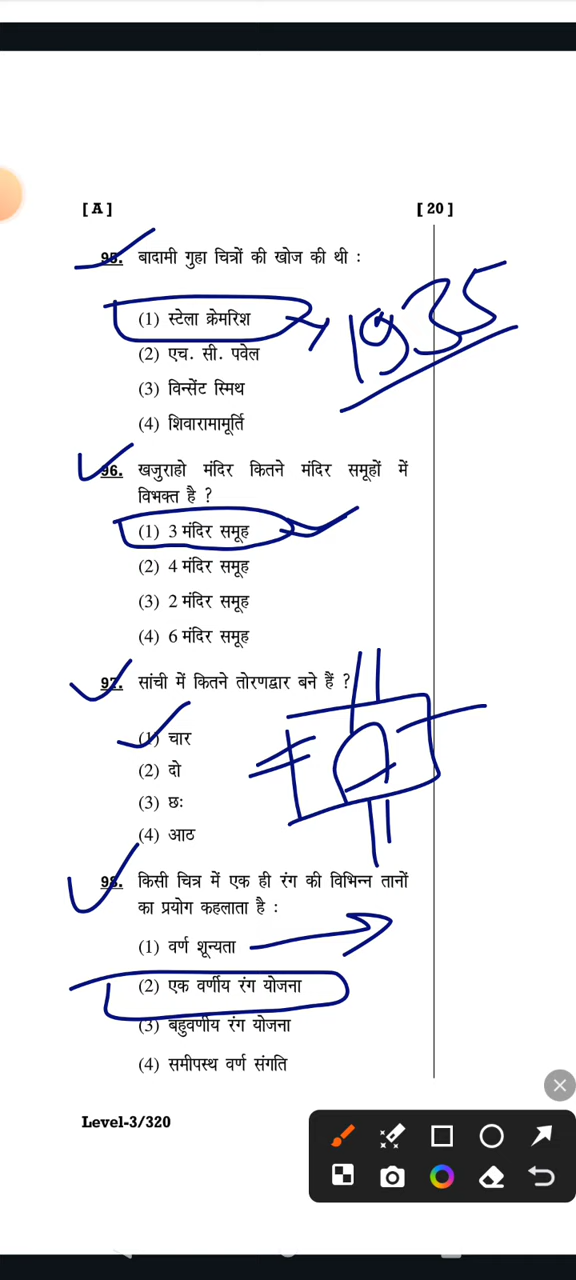 [ A ]
[ 20 ]
95. बादामी गुहा चित्रों की खोज की थी :
(1) स्टेला क्रेमरिश
1935
(2) एच. सी. पवेल
(3) विन्सेंट स्मिथ
(4) शिवारामामूर्ति
96. खजुराहो मंदिर कितने मंदिर समूहों में
विभक्त है ?
(1) 3 मंदिर समूह
(2) 4 मंदिर समूह
(3) 2 मंदिर समूह
(4) 6 मंदिर समूह
97. सांची में कितने तोरणद्वार बने हैं ?
(1) चार
(2) दो
(3) छः
(4) आठ
98. किसी चित्र में एक ही रंग की विभिन्न तानों
का प्रयोग कहलाता है :
(1) वर्ण शून्यता
(2) एक वर्णीय रंग योजना
(3) बहुवणीय रंग योजना
(4) समीपस्थ वर्ण संगति
Level-3/320